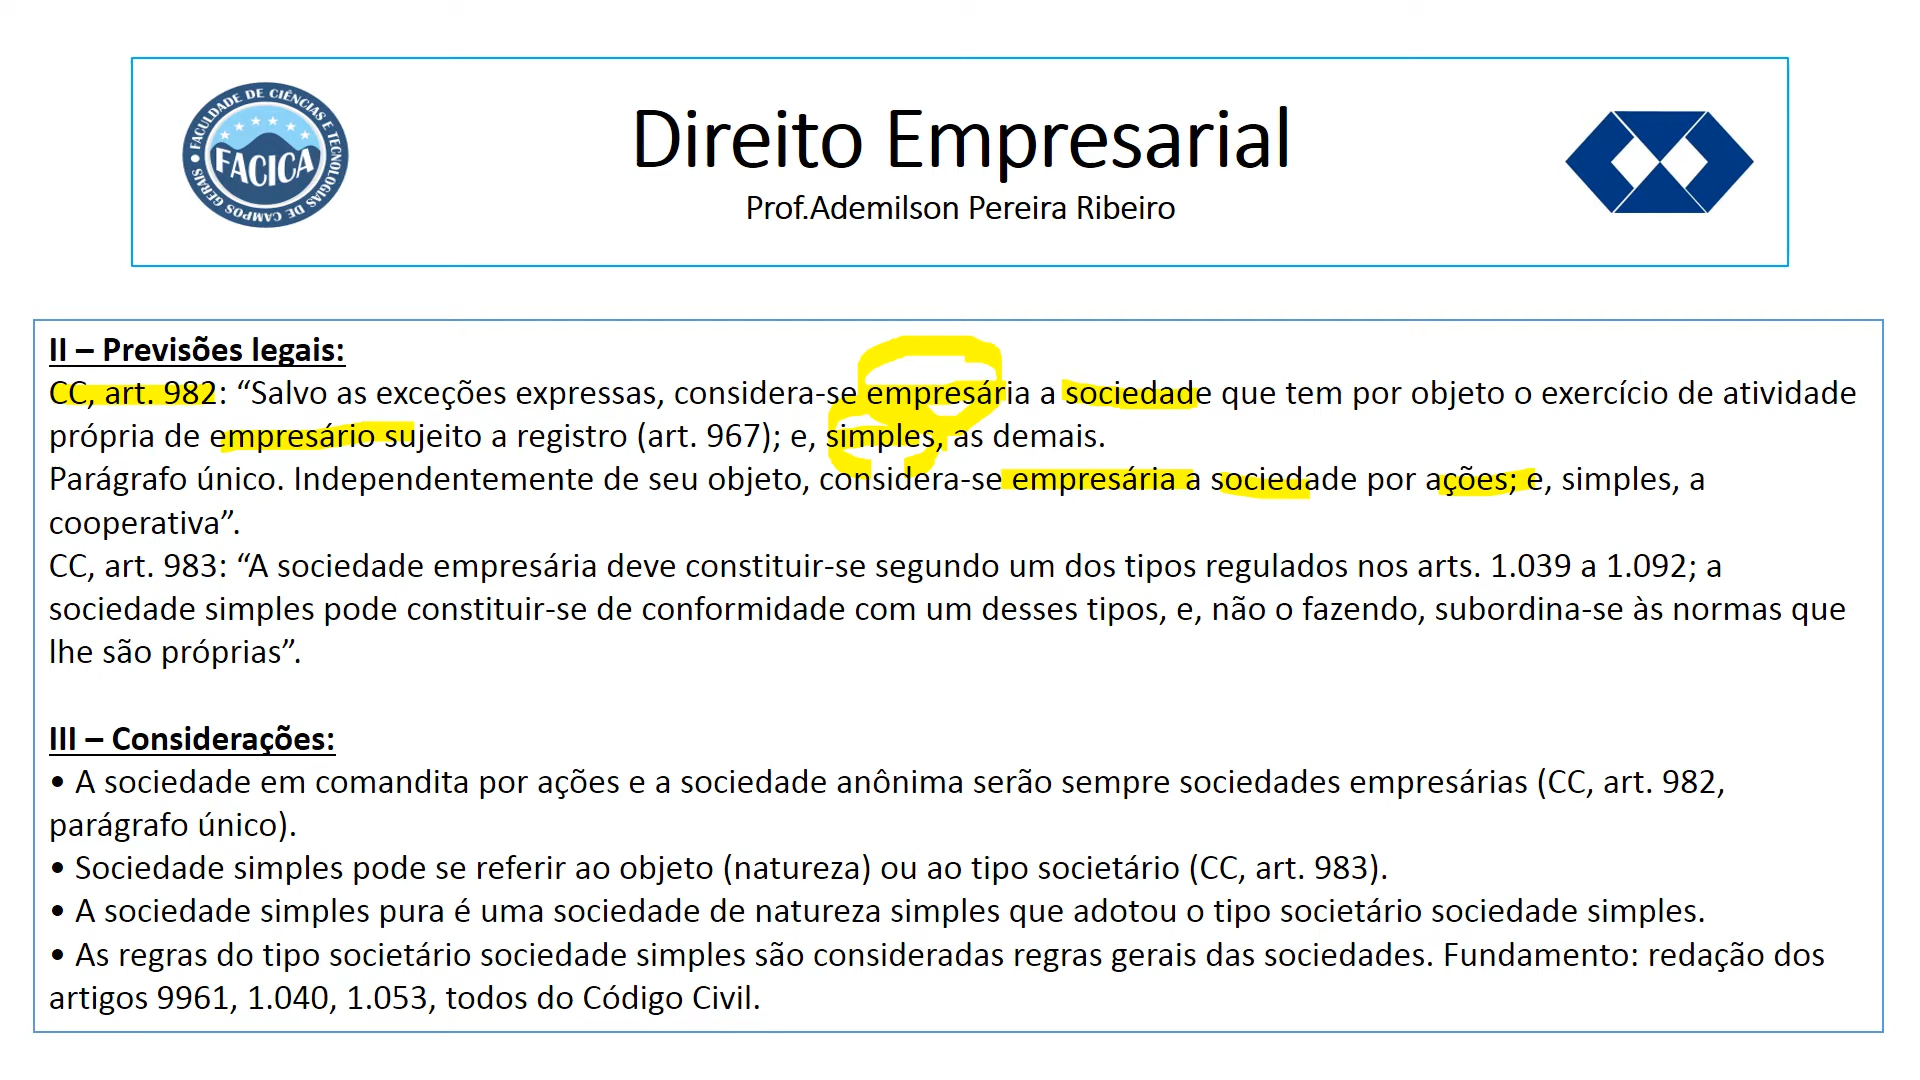 FACULDADE DE CIÊNCIAS E TECNOLOGIAS DE CAMPOS GERAIS
FACICA
Direito Empresarial
Prof.Ademilson Pereira Ribeiro
II – Previsões legais:
CC, art. 982: “Salvo as exceções expressas, considera-se empresária a sociedade que tem por objeto o exercício de atividade
própria de empresário sujeito a registro (art. 967); e, simples, as demais.
Parágrafo único. Independentemente de seu objeto, considera-se empresária a sociedade por ações; e, simples, a
cooperativa”.
CC, art. 983: “A sociedade empresária deve constituir-se segundo um dos tipos regulados nos arts. 1.039 a 1.092; a
sociedade simples pode constituir-se de conformidade com um desses tipos, e, não o fazendo, subordina-se às normas que
lhe são próprias”.
III – Considerações:
• A sociedade em comandita por ações e a sociedade anônima serão sempre sociedades empresárias (CC, art. 982,
parágrafo único).
• Sociedade simples pode se referir ao objeto (natureza) ou ao tipo societário (CC, art. 983).
• A sociedade simples pura é uma sociedade de natureza simples que adotou o tipo societário sociedade simples.
• As regras do tipo societário sociedade simples são consideradas regras gerais das sociedades. Fundamento: redação dos
artigos 9961, 1.040, 1.053, todos do Código Civil.